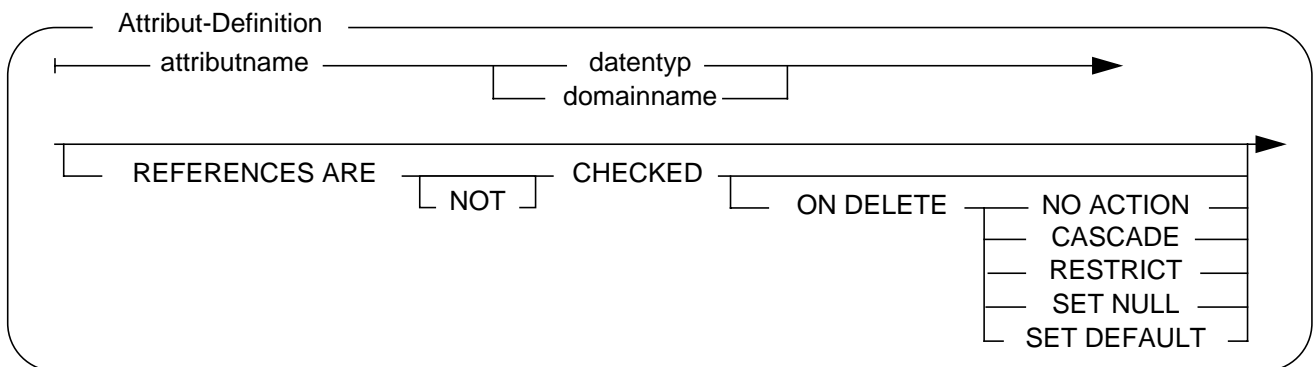 Attribut-Definition
attributname datentyp
domainname
REFERENCES ARE CHECKED
NOT
ON DELETE NO ACTION
CASCADE
RESTRICT
SET NULL
SET DEFAULT